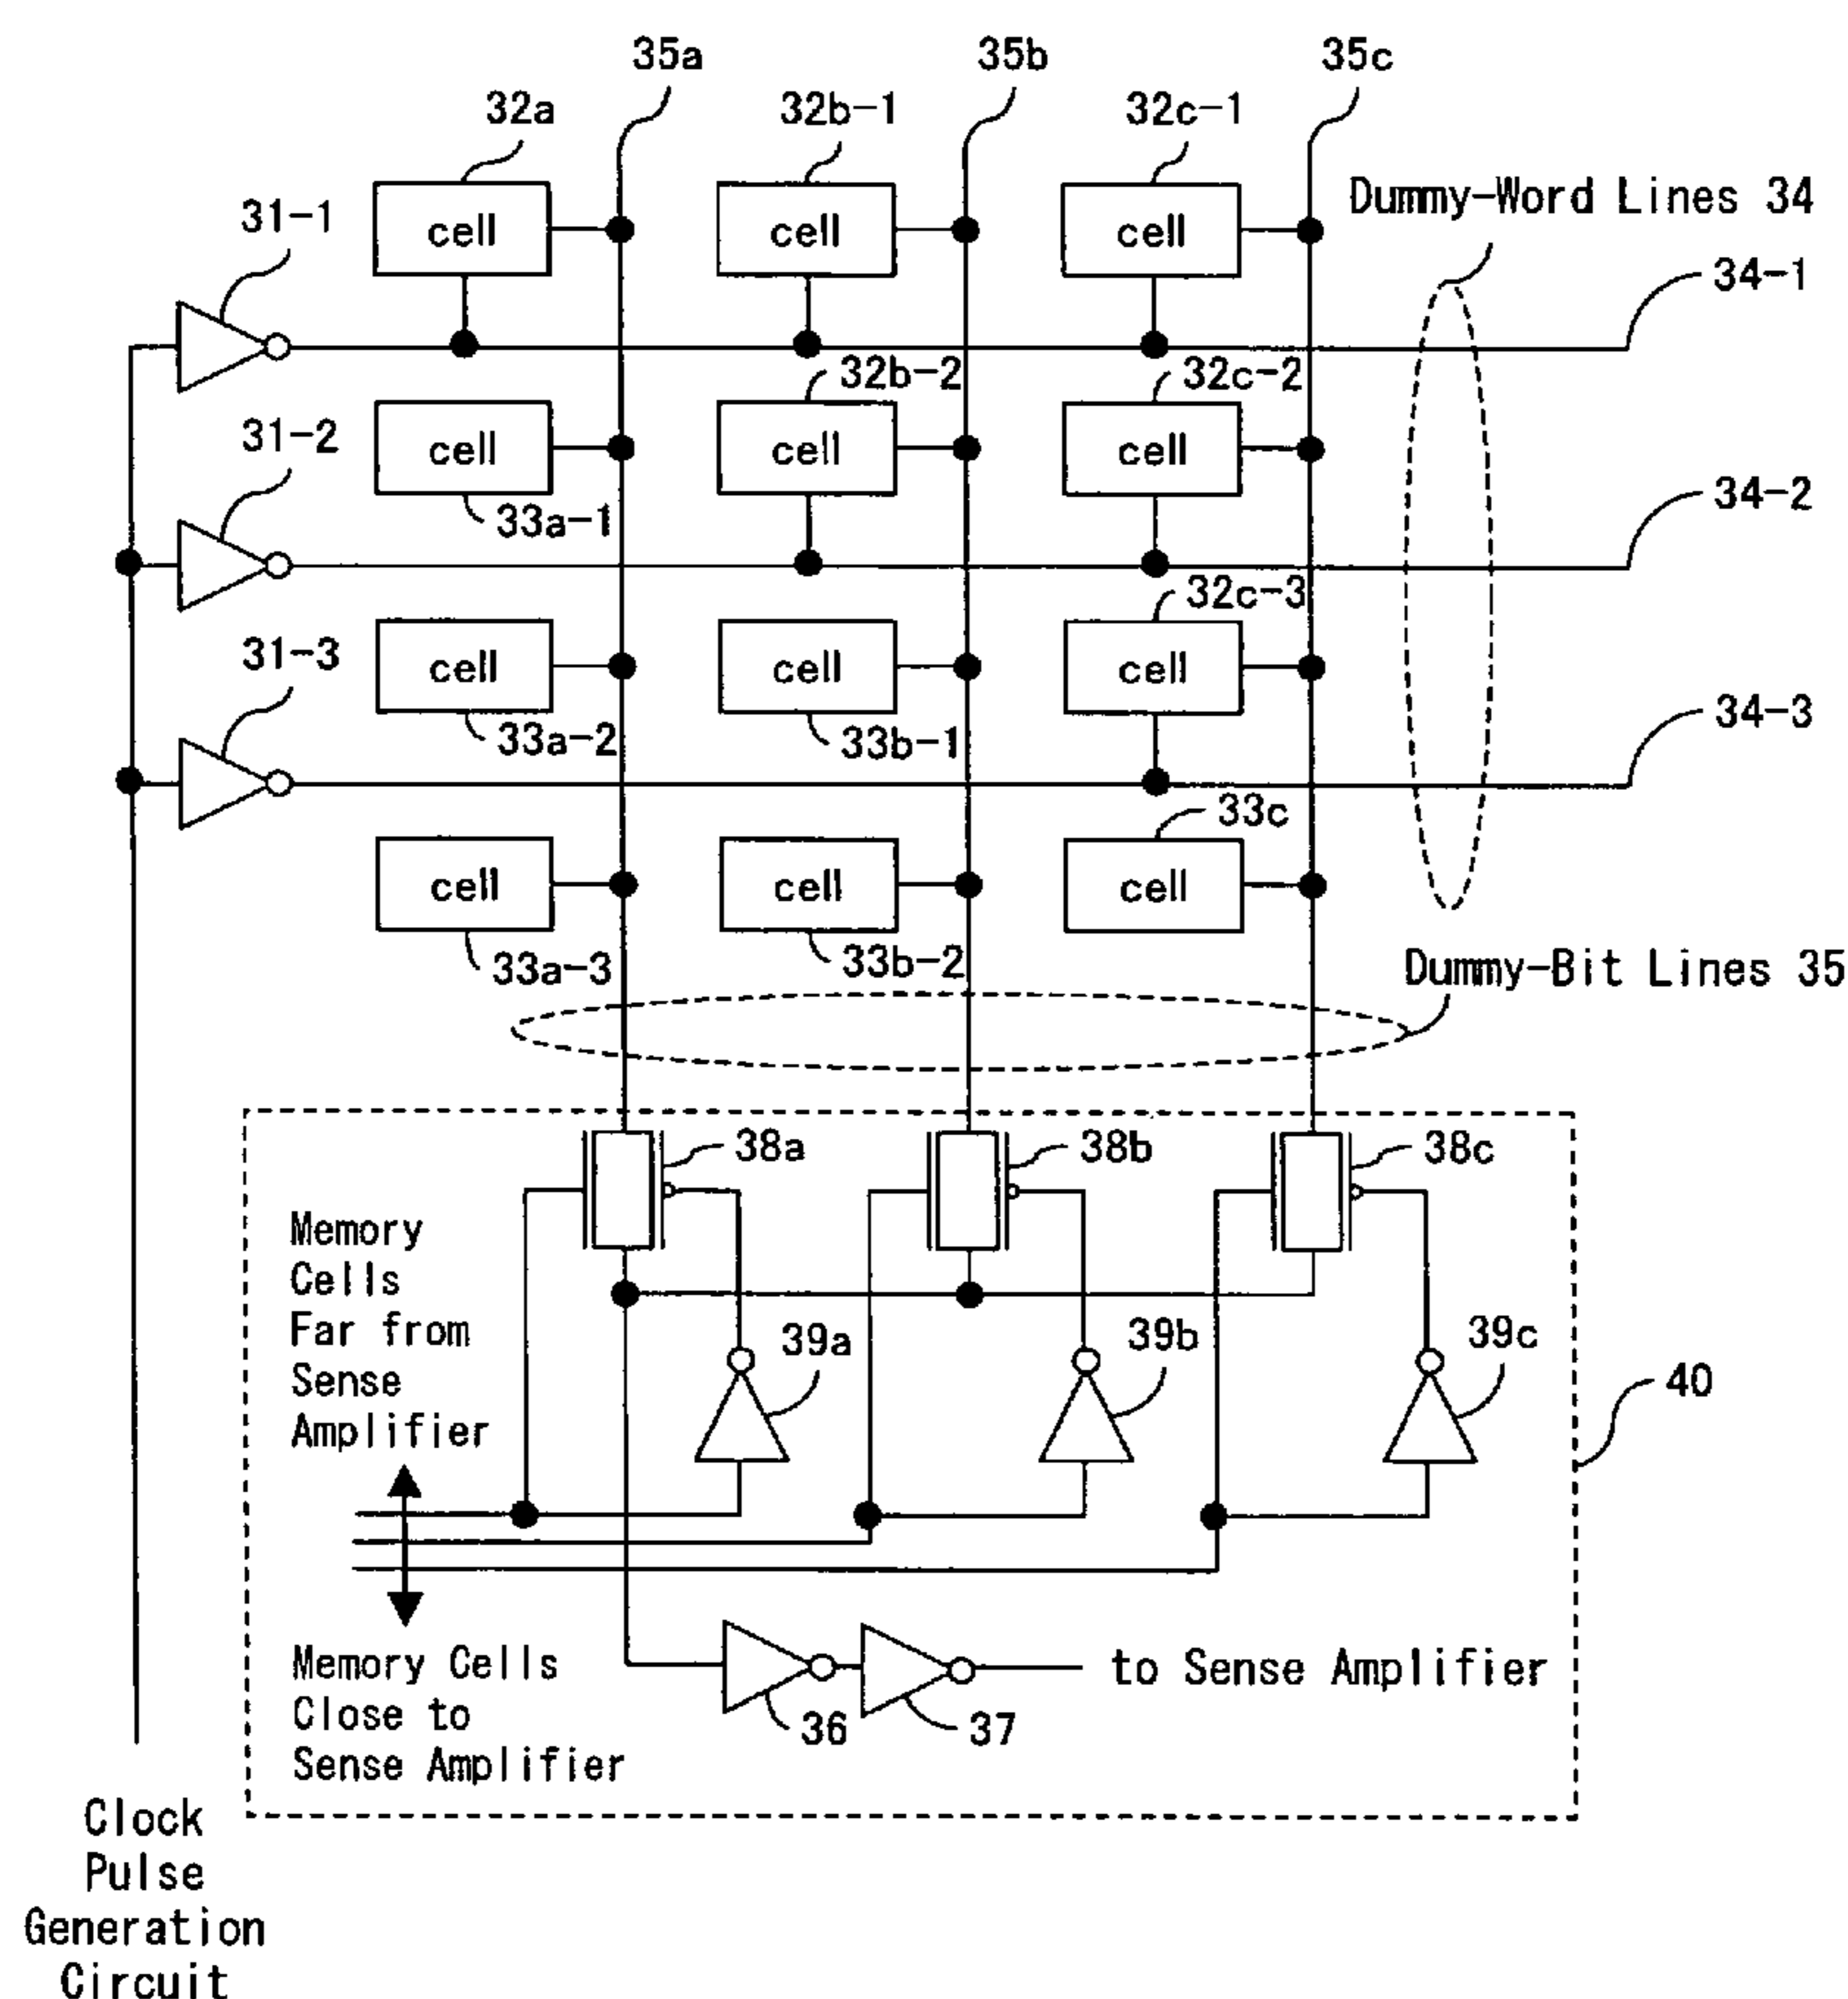 35a
35b
35c
32a
32b-1
32c-1
Dummy-Word Lines 34
31-1
cell
cell
cell
34-1
32b-2
32c-2
31-2
cell
cell
cell
34-2
33a-1
32c-3
31-3
cell
cell
cell
34-3
33a-2
33b-1
33c
cell
cell
cell
33a-3
33b-2
Dummy-Bit Lines 35
38a
38b
38c
Memory
Cells
Far from
Sense
Amplifier
39a
39b
39c
40
Memory Cells
Close to
Sense Amplifier
to Sense Amplifier
36
37
Clock
Pulse
Generation
Circuit